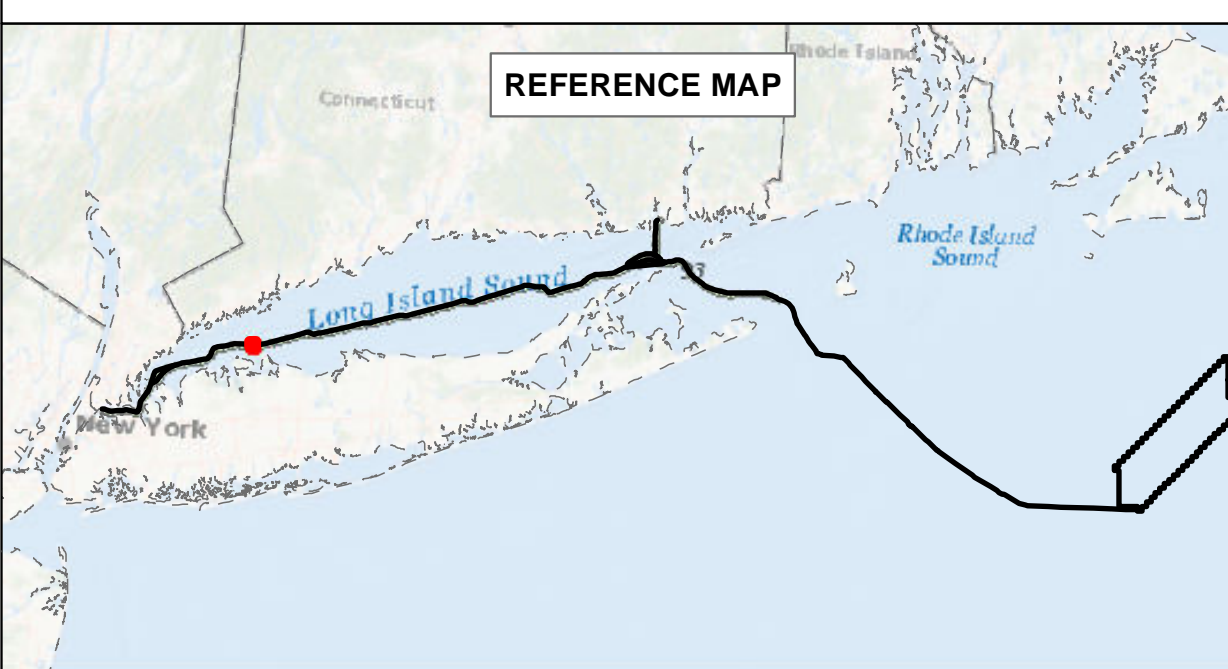 Rhode Island
REFERENCE MAP
Connecticut
Rhode Island
Sound
Long Island Sound
New York